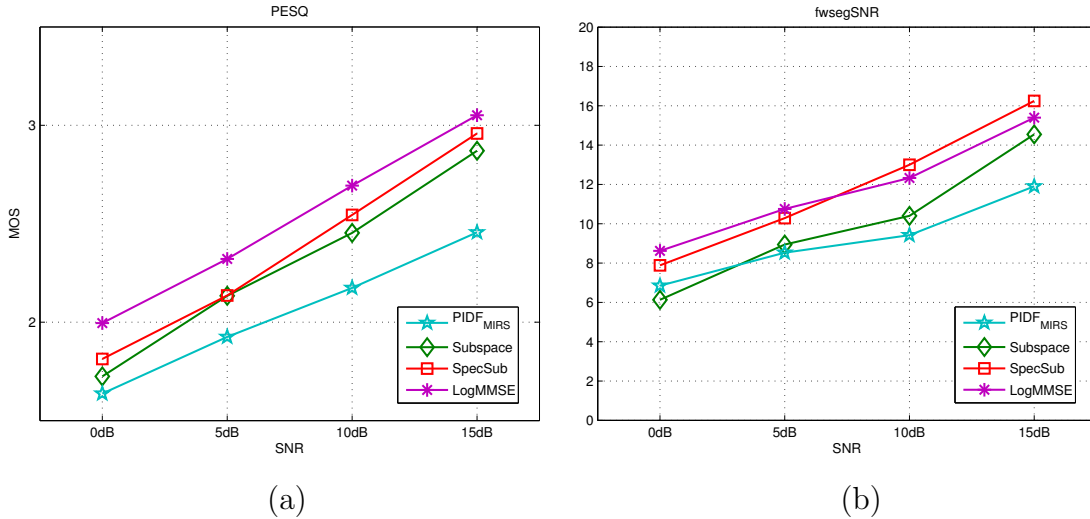 PESQ
MOS
3
2
0dB 5dB 10dB 15dB
SNR
PIDF_MIRS
Subspace
SpecSub
LogMMSE
(a)
fwsegSNR
20
18
16
14
12
10
8
6
4
2
0
0dB 5dB 10dB 15dB
SNR
PIDF_MIRS
Subspace
SpecSub
LogMMSE
(b)